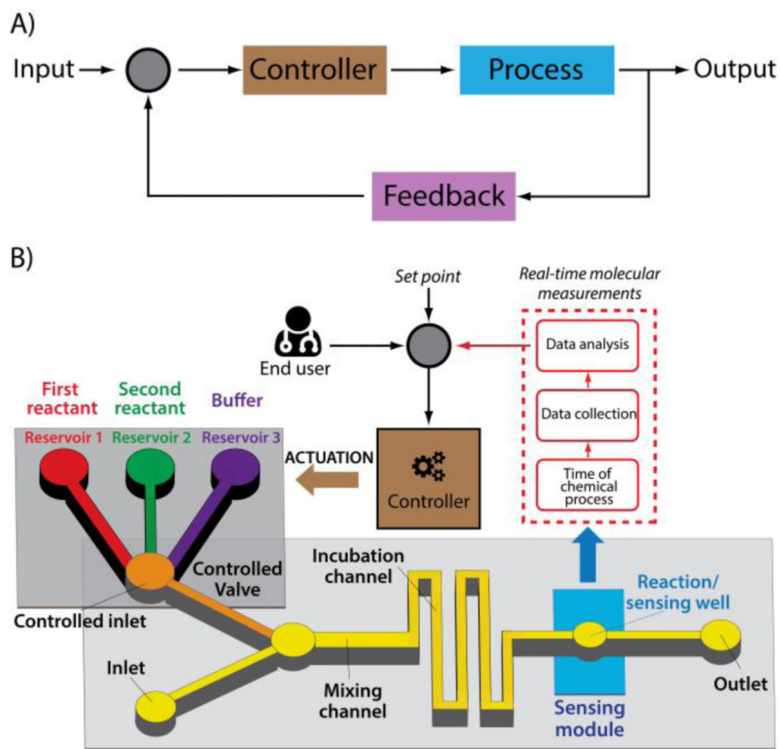 A)
Input
Controller
Process
Output
Feedback
B)
Set point
Real-time molecular
measurements
End user
Data analysis
Data collection
Time of
chemical
process
First
reactant
Second
reactant
Buffer
Reservoir 1
Reservoir 2
Reservoir 3
ACTUATION
Controller
Controlled
Valve
Controlled inlet
Incubation
channel
Reaction/
sensing well
Inlet
Mixing
channel
Outlet
Sensing
module